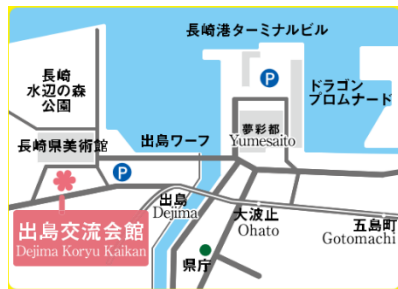 長崎港ターミナルビル
長崎
水辺の森
公園
P
ドラゴン
プロムナード
長崎県美術館
出島ワーフ
夢彩都
Yumesaito
P
出島
Dejima
大波止
Ohato
五島町
Gotomachi
出島交流会館
Dejima Koryu Kaikan
県庁